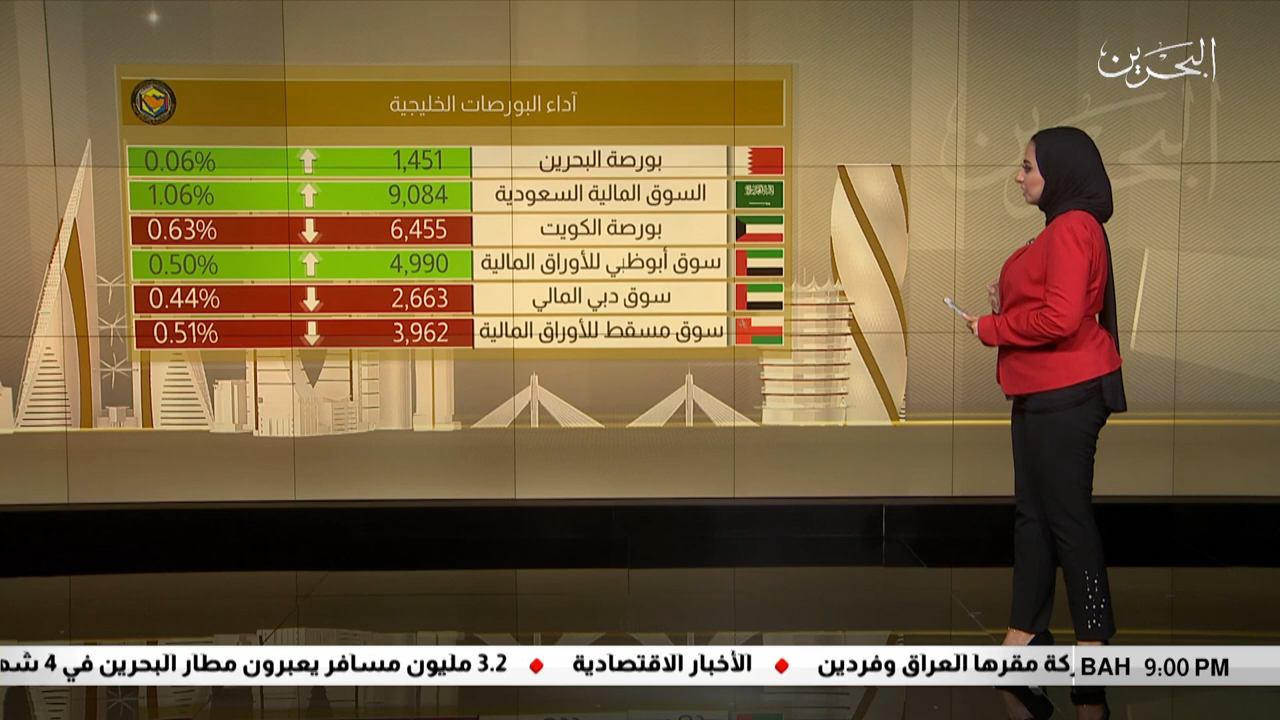 البحرين
آداء البورصات الخليجية
بورصة البحرين 1,451 0.06%
السوق المالية السعودية 9,084 1.06%
بورصة الكويت 6,455 0.63%
سوق أبوظبي للأوراق المالية 4,990 0.50%
سوق دبي المالي 2,663 0.44%
سوق مسقط للأوراق المالية 3,962 0.51%
BAH 9:00 PM
مقرها العراق وفردين ♦ الأخبار الاقتصادية ♦ 3.2 مليون مسافر يعبرون مطار البحرين في 4